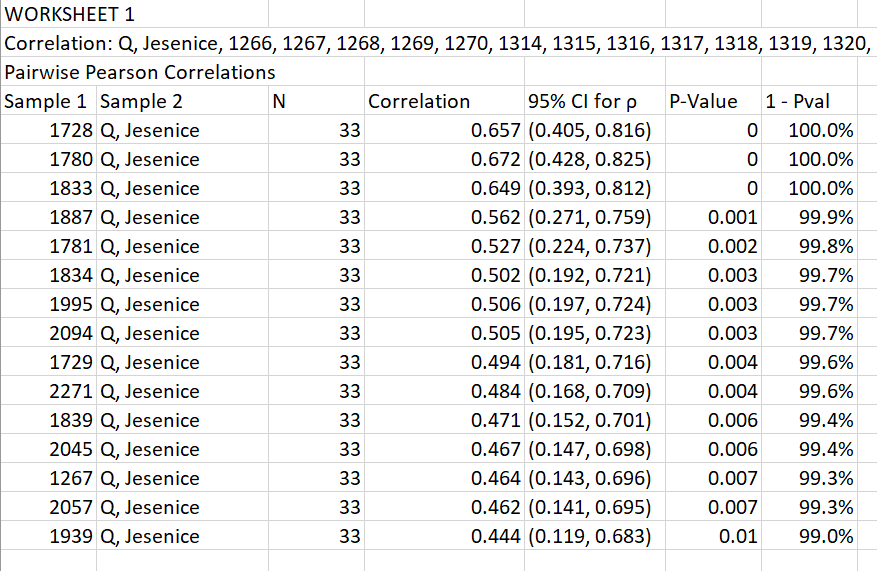 WORKSHEET 1
Correlation: Q, Jesenice, 1266, 1267, 1268, 1269, 1270, 1314, 1315, 1316, 1317, 1318, 1319, 1320,
Pairwise Pearson Correlations
Sample 1 Sample 2 N Correlation 95% CI for ρ P-Value 1 - Pval
1728 Q, Jesenice 33 0.657 (0.405, 0.816) 0 100.0%
1780 Q, Jesenice 33 0.672 (0.428, 0.825) 0 100.0%
1833 Q, Jesenice 33 0.649 (0.393, 0.812) 0 100.0%
1887 Q, Jesenice 33 0.562 (0.271, 0.759) 0.001 99.9%
1781 Q, Jesenice 33 0.527 (0.224, 0.737) 0.002 99.8%
1834 Q, Jesenice 33 0.502 (0.192, 0.721) 0.003 99.7%
1995 Q, Jesenice 33 0.506 (0.197, 0.724) 0.003 99.7%
2094 Q, Jesenice 33 0.505 (0.195, 0.723) 0.003 99.7%
1729 Q, Jesenice 33 0.494 (0.181, 0.716) 0.004 99.6%
2271 Q, Jesenice 33 0.484 (0.168, 0.709) 0.004 99.6%
1839 Q, Jesenice 33 0.471 (0.152, 0.701) 0.006 99.4%
2045 Q, Jesenice 33 0.467 (0.147, 0.698) 0.006 99.4%
1267 Q, Jesenice 33 0.464 (0.143, 0.696) 0.007 99.3%
2057 Q, Jesenice 33 0.462 (0.141, 0.695) 0.007 99.3%
1939 Q, Jesenice 33 0.444 (0.119, 0.683) 0.01 99.0%